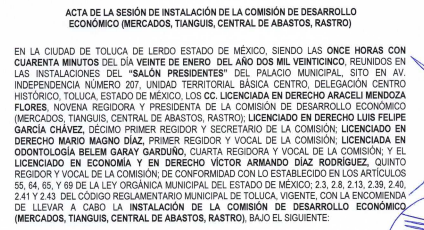 ACTA DE LA SESIÓN DE INSTALACIÓN DE LA COMISIÓN DE DESARROLLO
ECONÓMICO (MERCADOS, TIANGUIS, CENTRAL DE ABASTOS, RASTRO)
EN LA CIUDAD DE TOLUCA DE LERDO ESTADO DE MÉXICO, SIENDO LAS ONCE HORAS CON
CUARENTA MINUTOS DEL DÍA VEINTE DE ENERO DEL AÑO DOS MIL VEINTICINCO, REUNIDOS EN
LAS INSTALACIONES DEL "SALÓN PRESIDENTES" DEL PALACIO MUNICIPAL, SITO EN AV.
INDEPENDENCIA NÚMERO 207, UNIDAD TERRITORIAL BÁSICA CENTRO, DELEGACIÓN CENTRO
HISTÓRICO, TOLUCA, ESTADO DE MÉXICO, LOS CC. LICENCIADA EN DERECHO ARACELI MENDOZA
FLORES, NOVENA REGIDORA Y PRESIDENTA DE LA COMISIÓN DE DESARROLLO ECONÓMICO
(MERCADOS, TIANGUIS, CENTRAL DE ABASTOS, RASTRO); LICENCIADO EN DERECHO LUIS FELIPE
GARCÍA CHÁVEZ, DÉCIMO PRIMER REGIDOR Y SECRETARIO DE LA COMISIÓN; LICENCIADO EN
DERECHO MARIO MAGNO DÍAZ, PRIMER REGIDOR Y VOCAL DE LA COMISIÓN; LICENCIADA EN
ODONTOLOGÍA BELEM GARAY GARDUÑO, CUARTA REGIDORA Y VOCAL DE LA COMISIÓN; Y EL
LICENCIADO EN ECONOMÍA Y EN DERECHO VÍCTOR ARMANDO DÍAZ RODRÍGUEZ, QUINTO
REGIDOR Y VOCAL DE LA COMISIÓN; DE CONFORMIDAD CON LO ESTABLECIDO EN LOS ARTÍCULOS
55, 64, 65, Y 69 DE LA LEY ORGÁNICA MUNICIPAL DEL ESTADO DE MÉXICO; 2.3, 2.8, 2.13, 2.39, 2.40,
2.41 Y 2.43 DEL CÓDIGO REGLAMENTARIO MUNICIPAL DE TOLUCA, VIGENTE, CON LA ENCOMIENDA
DE LLEVAR A CABO LA INSTALACIÓN DE LA COMISIÓN DE DESARROLLO ECONÓMICO
(MERCADOS, TIANGUIS, CENTRAL DE ABASTOS, RASTRO), BAJO EL SIGUIENTE: